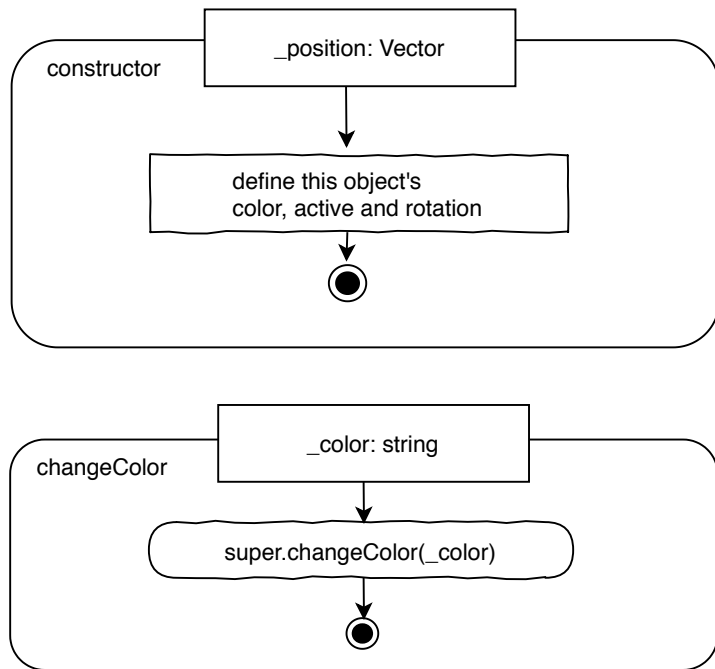 _position: Vector
constructor
define this object's
color, active and rotation
_color: string
changeColor
super.changeColor(_color)